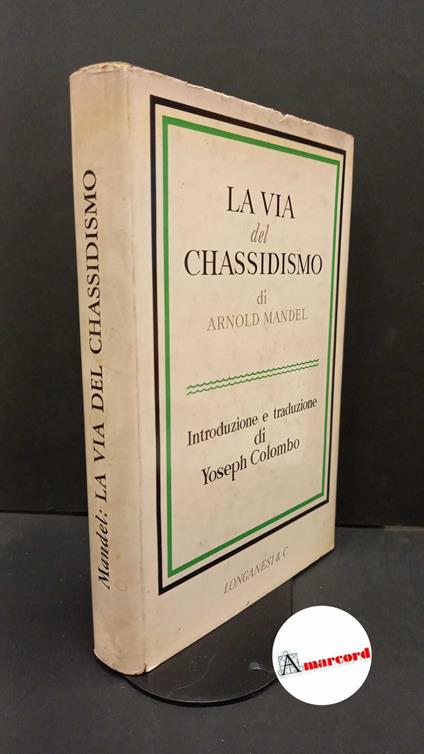 Mandel: LA VIA DEL CHASSIDISMO
LA VIA
del
CHASSIDISMO
di
ARNOLD MANDEL
Introduzione e traduzione
di
Yoseph Colombo
LONGANESI & C.
Amarcord